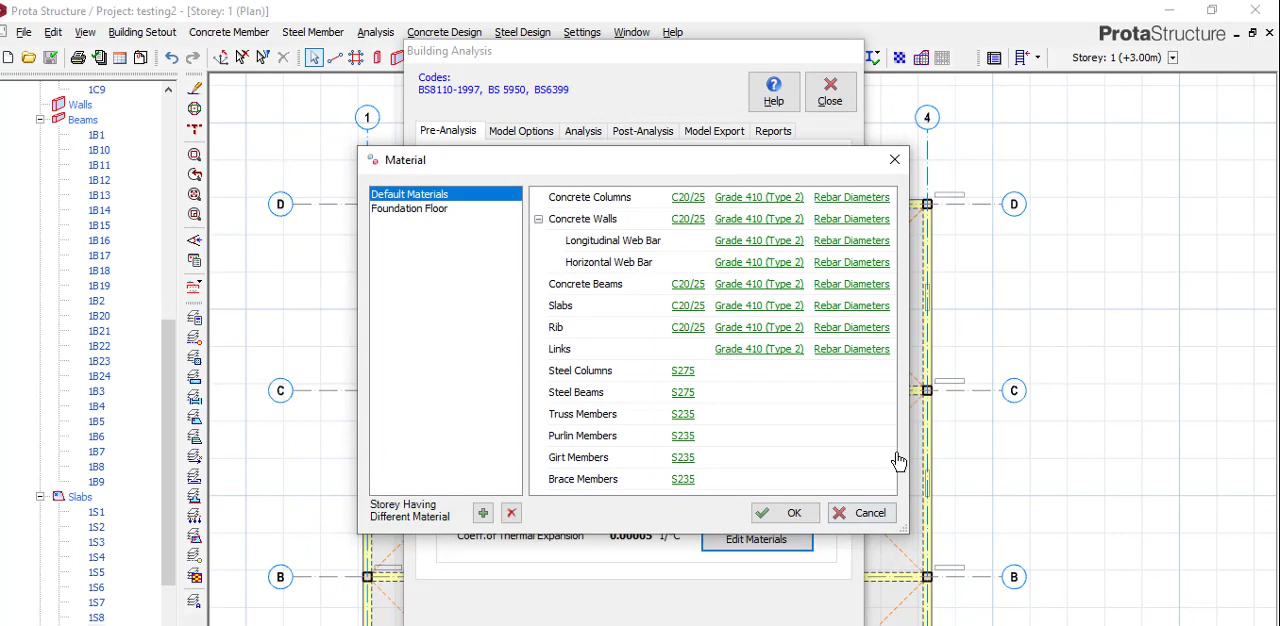 Prota Structure / Project: testing2 - [Storey: 1 (Plan)]
File Edit View Building Setout Concrete Member Steel Member Analysis Concrete Design Steel Design Settings Window Help
ProtaStructure
Storey: 1 (+3.00m)
1C9
Walls
Beams
1B1
1B10
1B11
1B12
1B13
1B14
1B15
1B16
1B17
1B18
1B19
1B2
1B20
1B21
1B22
1B23
1B24
1B3
1B4
1B5
1B6
1B7
1B8
1B9
Slabs
1S1
1S2
1S3
1S4
1S5
1S6
1S7
1S8
1
4
D
D
C
C
B
B
Building Analysis
Codes:
BS8110-1997, BS 5950, BS6399
Help
Close
Pre-Analysis Model Options Analysis Post-Analysis Model Export Reports
Material
Default Materials
Foundation Floor
Concrete Columns C20/25 Grade 410 (Type 2) Rebar Diameters
Concrete Walls C20/25 Grade 410 (Type 2) Rebar Diameters
Longitudinal Web Bar Grade 410 (Type 2) Rebar Diameters
Horizontal Web Bar Grade 410 (Type 2) Rebar Diameters
Concrete Beams C20/25 Grade 410 (Type 2) Rebar Diameters
Slabs C20/25 Grade 410 (Type 2) Rebar Diameters
Rib C20/25 Grade 410 (Type 2) Rebar Diameters
Links Grade 410 (Type 2) Rebar Diameters
Steel Columns S275
Steel Beams S275
Truss Members S235
Purlin Members S235
Girt Members S235
Brace Members S235
Storey Having
Different Material
OK
Cancel
Coeff.of Thermal Expansion 0.00005 1/°C
Edit Materials